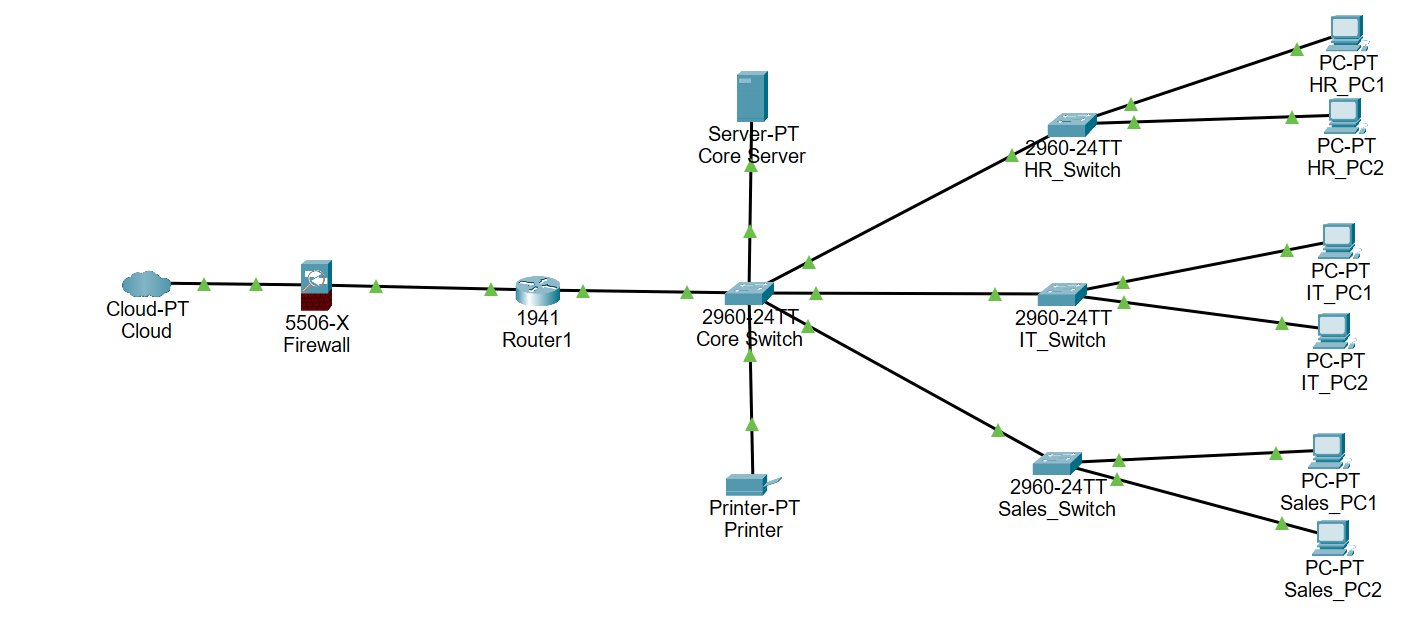 PC-PT
HR_PC1
PC-PT
HR_PC2
Server-PT
Core Server
2960-24TT
HR_Switch
Cloud-PT
Cloud
5506-X
Firewall
1941
Router1
2960-24TT
Core Switch
2960-24TT
IT_Switch
PC-PT
IT_PC1
PC-PT
IT_PC2
Printer-PT
Printer
2960-24TT
Sales_Switch
PC-PT
Sales_PC1
PC-PT
Sales_PC2